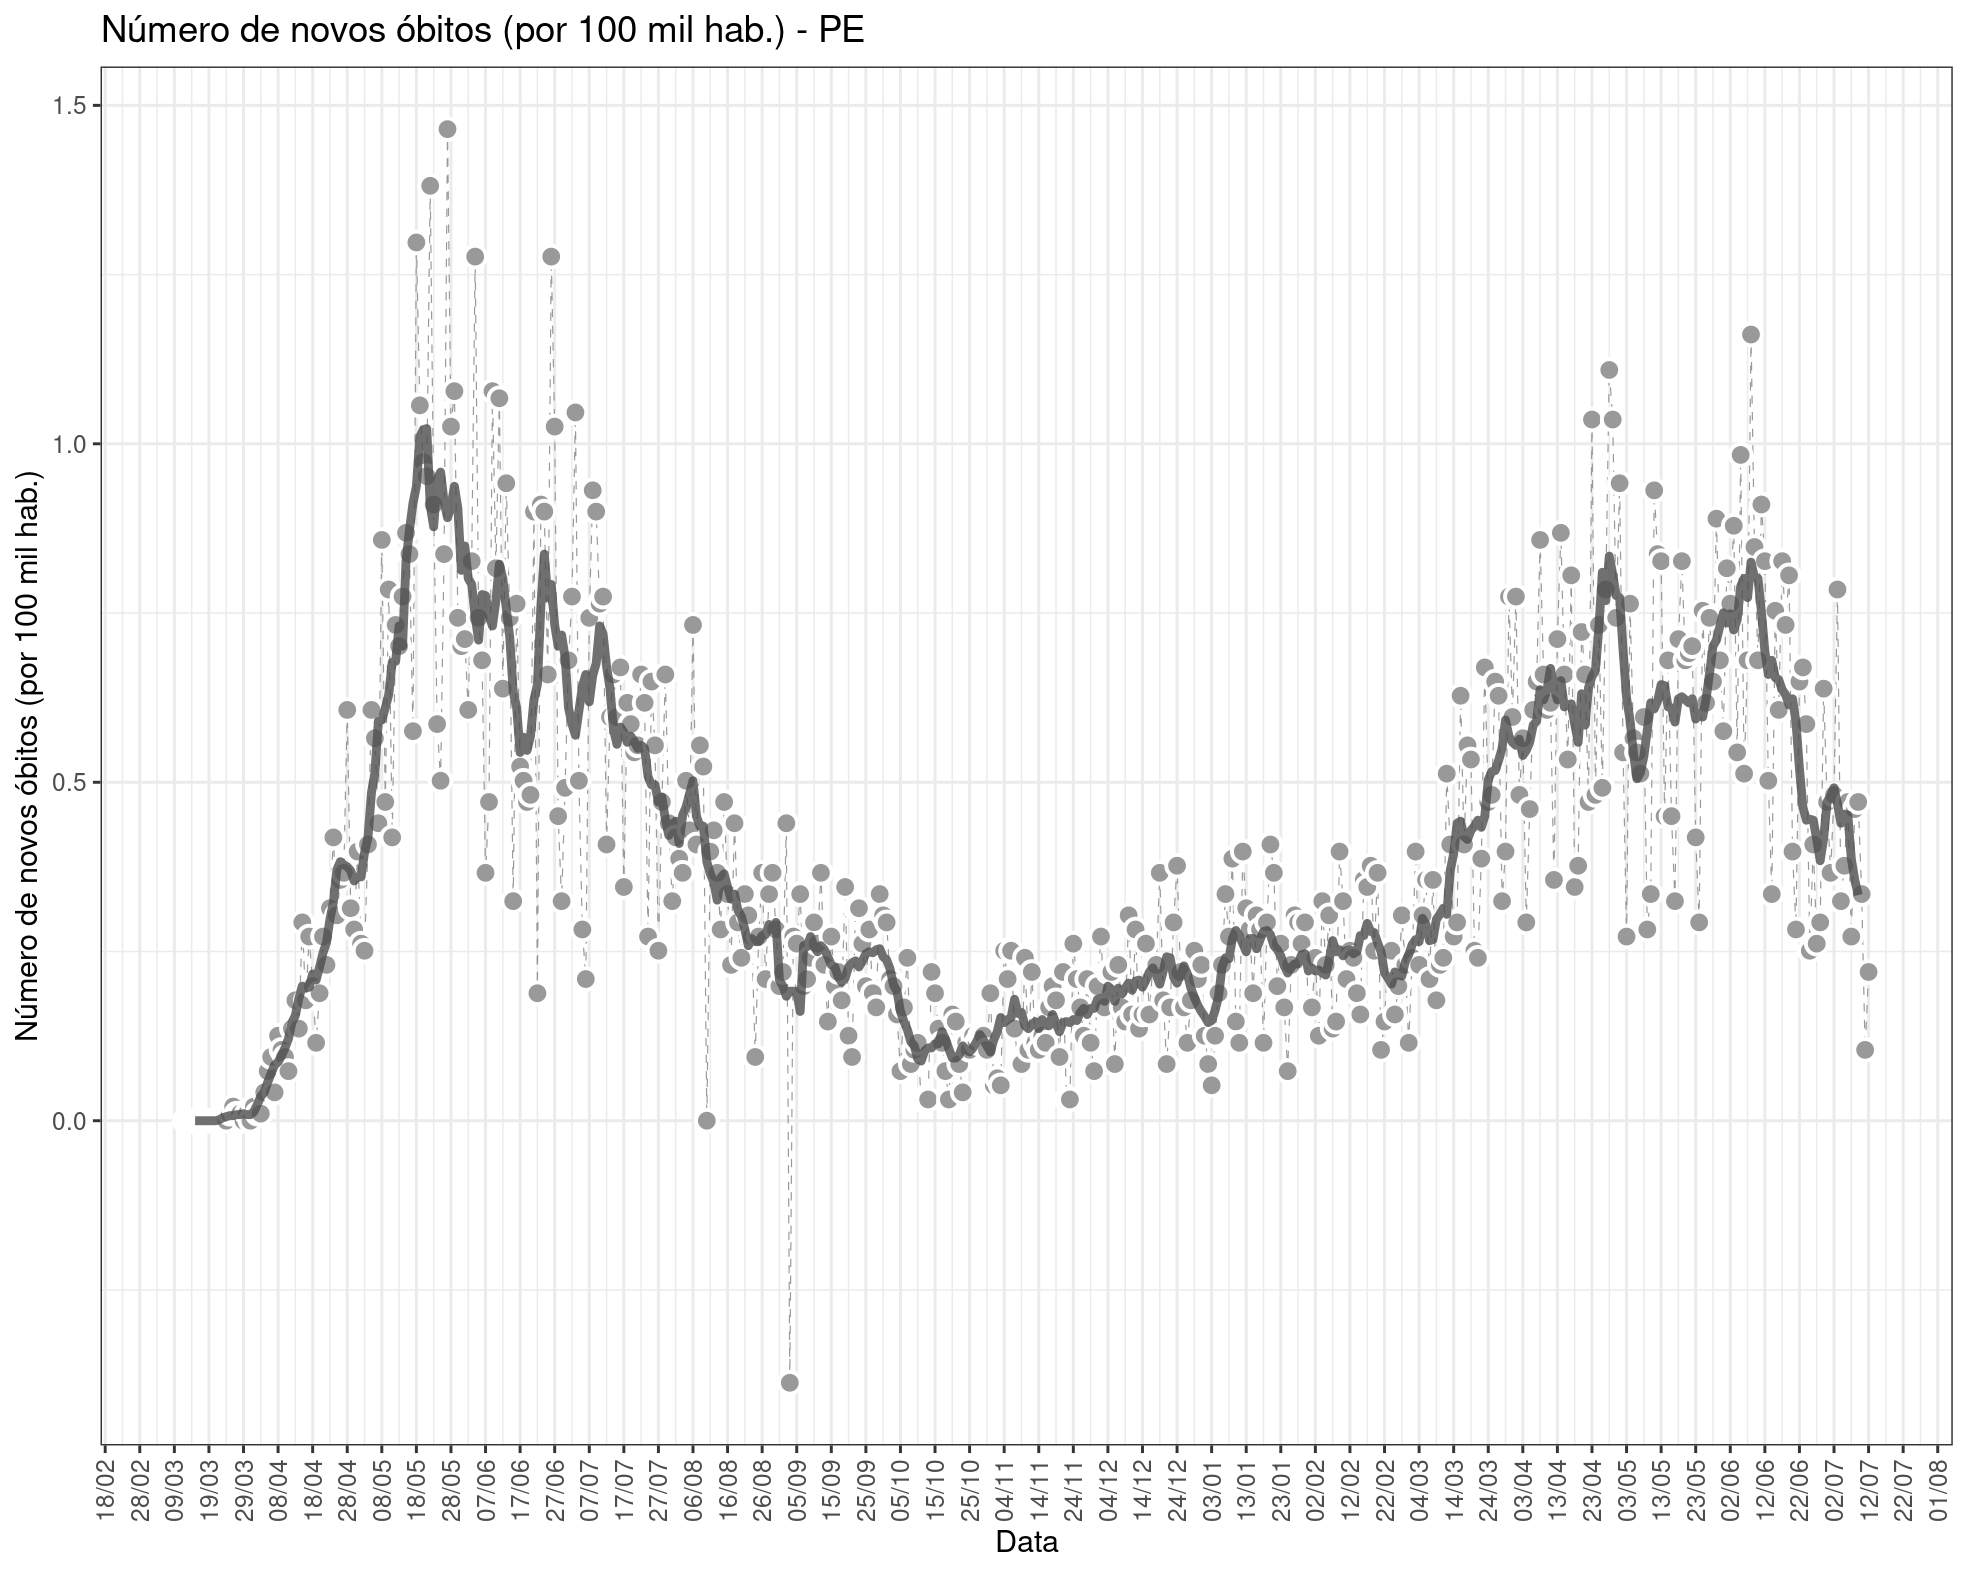 Número de novos óbitos (por 100 mil hab.) - PE
Número de novos óbitos (por 100 mil hab.)
1.5
1.0
0.5
0.0
18/02 28/02 09/03 19/03 29/03 08/04 18/04 28/04 08/05 18/05 28/05 07/06 17/06 27/06 07/07 17/07 27/07 06/08 16/08 26/08 05/09 15/09 25/09 05/10 15/10 25/10 04/11 14/11 24/11 04/12 14/12 24/12 03/01 13/01 23/01 02/02 12/02 22/02 04/03 14/03 24/03 03/04 13/04 23/04 03/05 13/05 23/05 02/06 12/06 22/06 02/07 12/07 22/07 01/08
Data